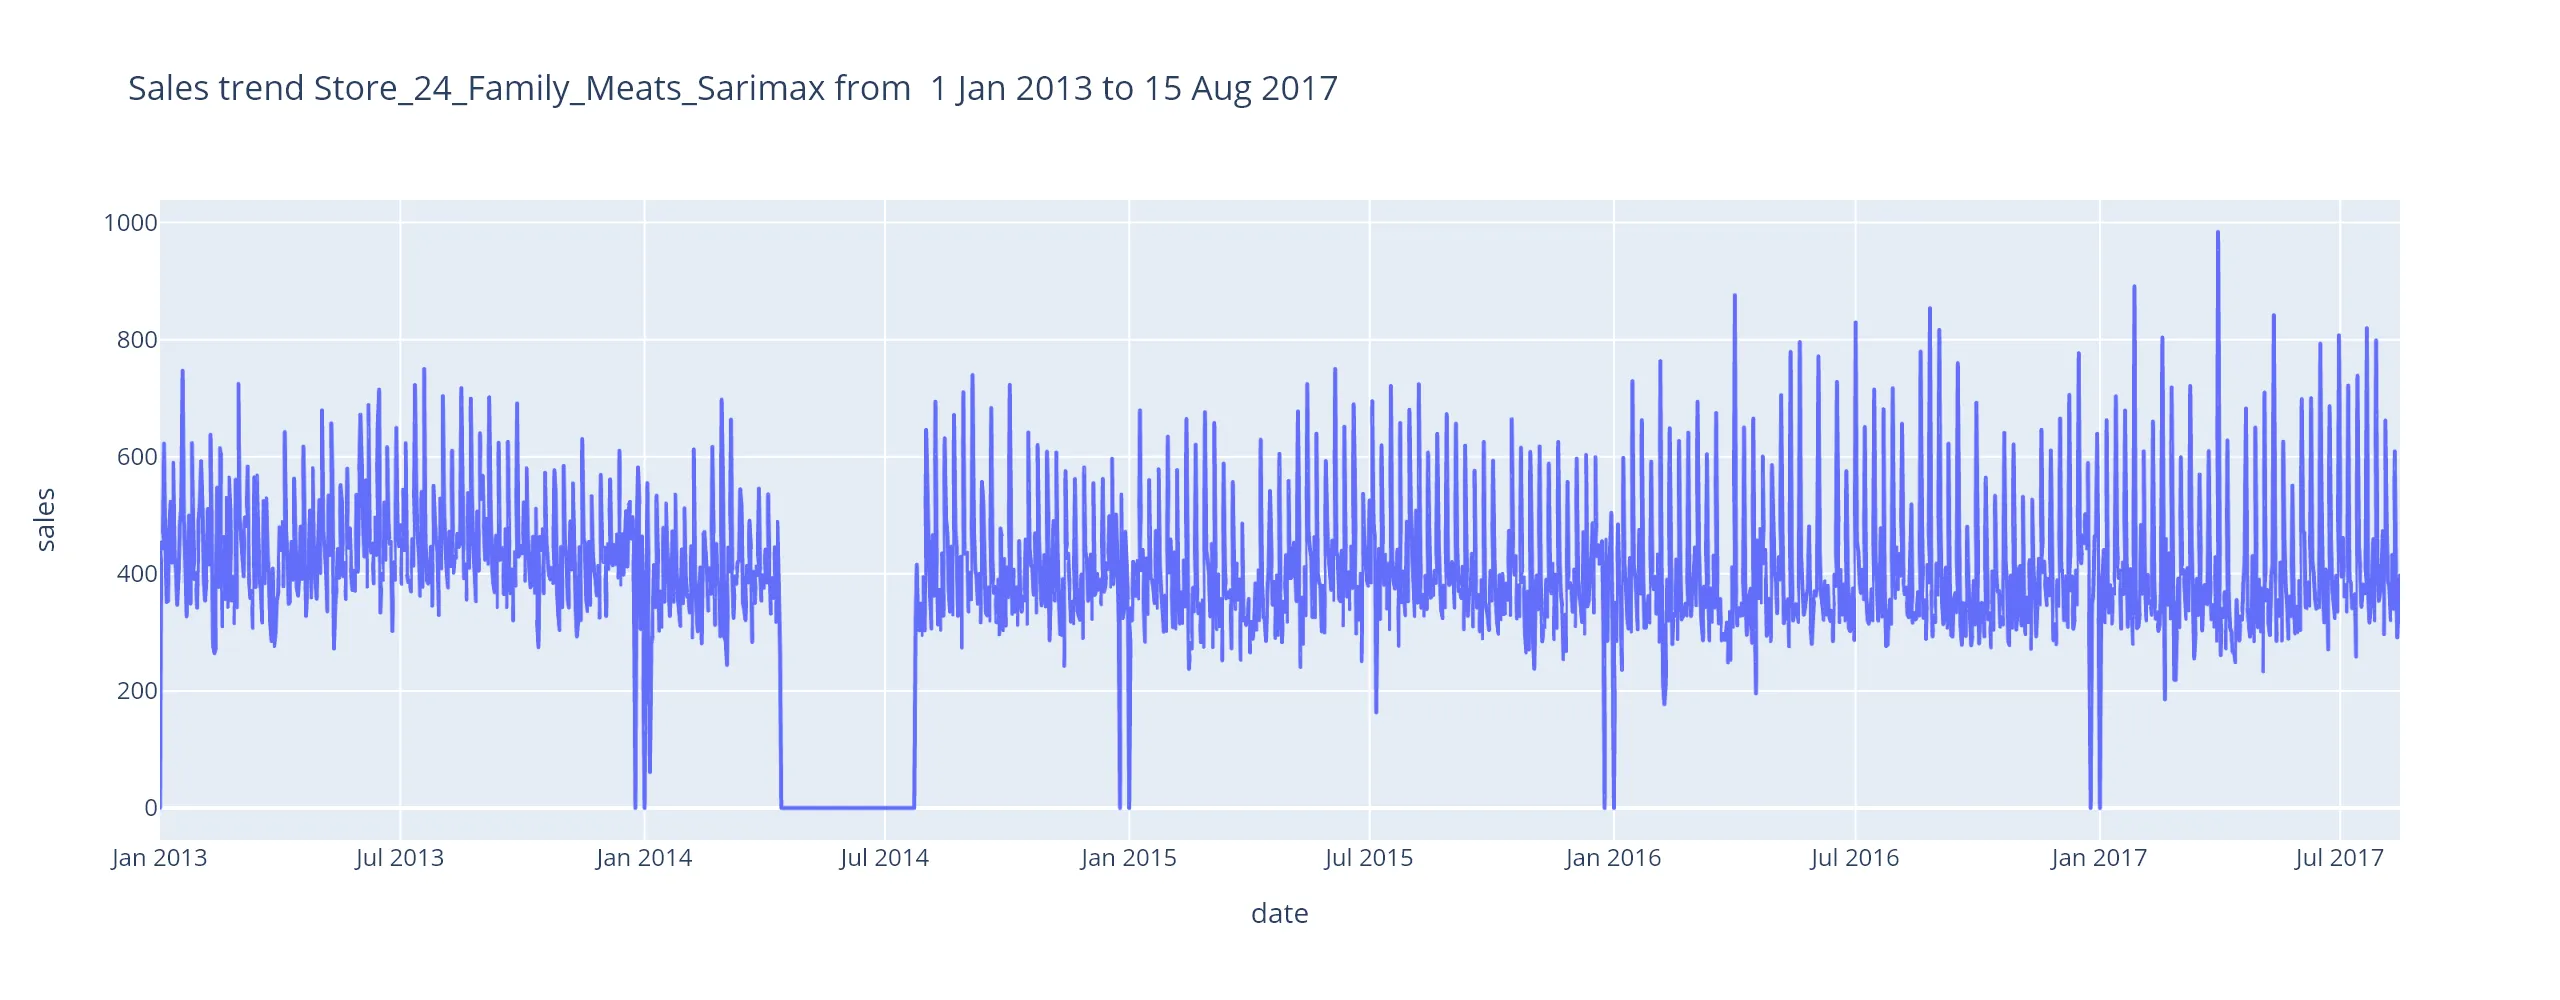 Sales trend Store_24_Family_Meats_Sarimax from  1 Jan 2013 to 15 Aug 2017
1000
800
600
400
200
0
sales
Jan 2013 Jul 2013 Jan 2014 Jul 2014 Jan 2015 Jul 2015 Jan 2016 Jul 2016 Jan 2017 Jul 2017
date